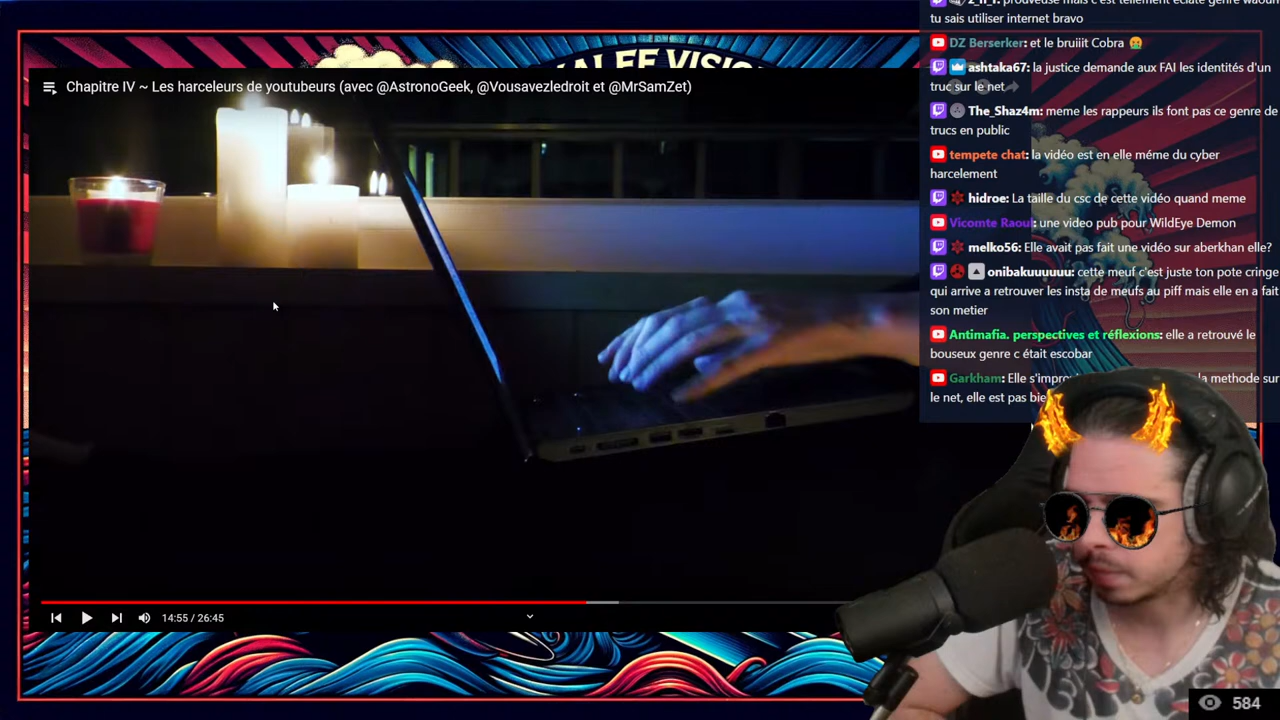 tu sais utiliser internet bravo
DZ Berserker: et le bruiiit Cobra 🤮
ashtaka67: la justice demande aux FAI les identités d'un
truc sur le net
The_Shaz4m: meme les rappeurs ils font pas ce genre de
trucs en public
tempete chat: la vidéo est en elle méme du cyber
harcelement
hidroe: La taille du csc de cette vidéo quand meme
Vicomte Raoul: une video pub pour WildEye Demon
melko56: Elle avait pas fait une vidéo sur aberkhan elle?
onibakuuuuuu: cette meuf c'est juste ton pote cringe
qui arrive a retrouver les insta de meufs au piff mais elle en a fait
son metier
Antimafia. perspectives et réflexions: elle a retrouvé le
bouseux genre c était escobar
Garkham: Elle s'impro la methode sur
le net, elle est pas bie
Chapitre IV ~ Les harceleurs de youtubeurs (avec @AstronoGeek, @Vousavezledroit et @MrSamZet)
14:55 / 26:45
584